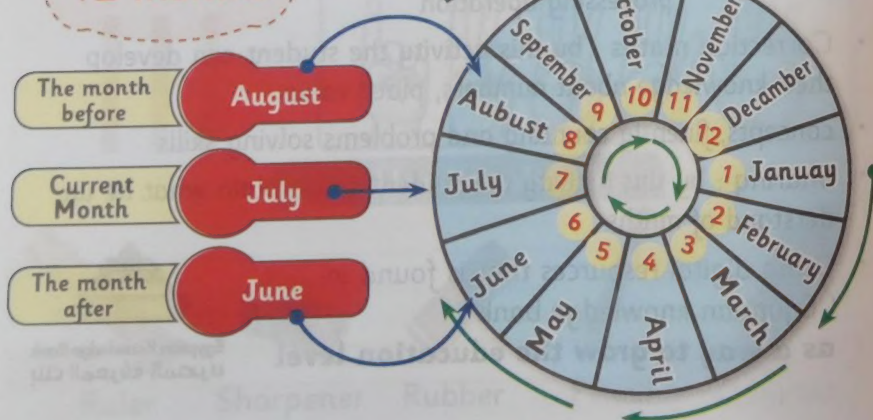 The month
before
August
Current
Month
July
The month
after
June
September
October
November
Decamber
Januay
February
March
April
May
June
July
Aubust
9
10
11
12
1
2
3
4
5
6
7
8